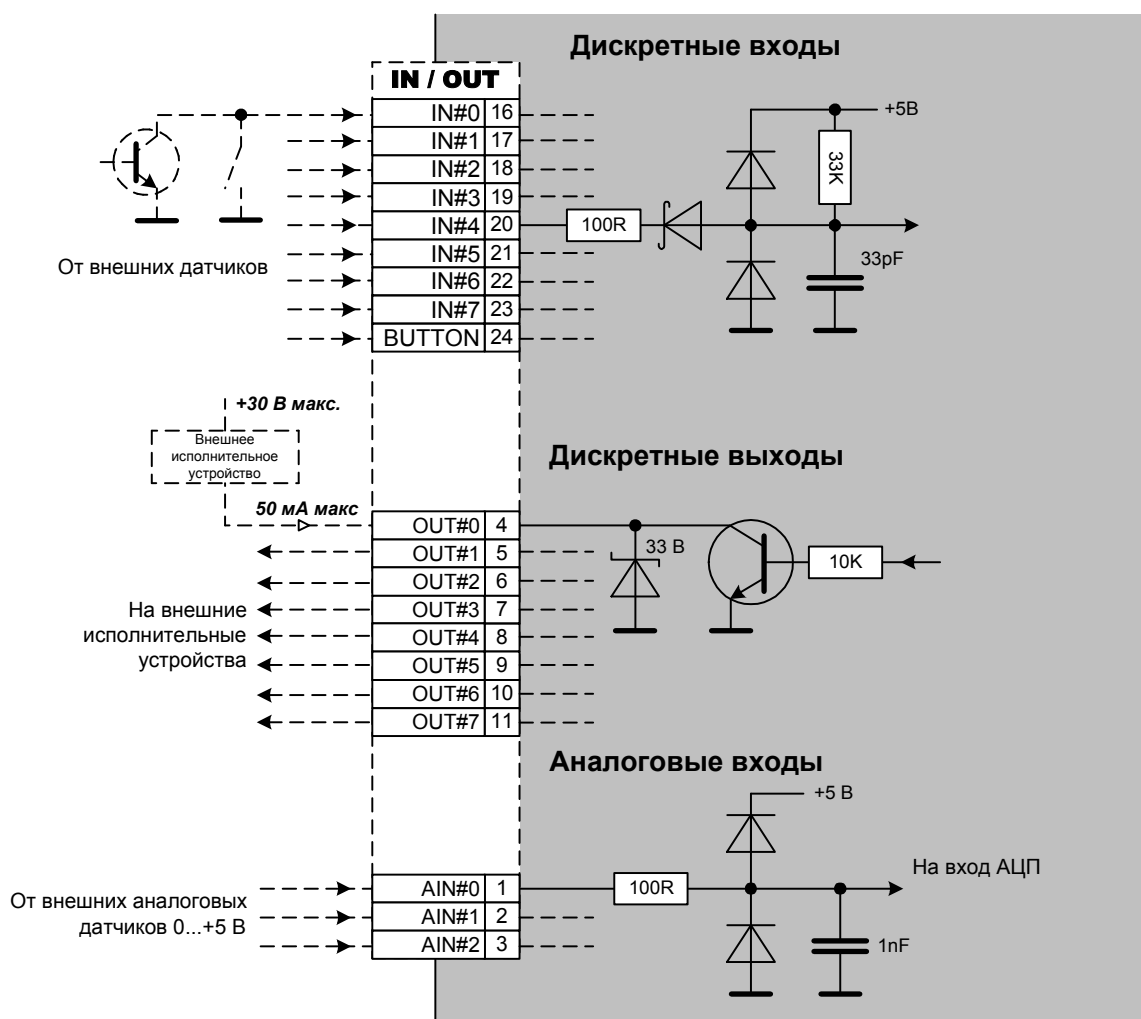 Дискретные входы
IN / OUT
IN#0 16
IN#1 17
IN#2 18
IN#3 19
IN#4 20
IN#5 21
IN#6 22
IN#7 23
BUTTON 24
+5В
33K
100R
33pF
От внешних датчиков
+30 В макс.
Внешнее
исполнительное
устройство
50 мА макс
Дискретные выходы
OUT#0 4
OUT#1 5
OUT#2 6
OUT#3 7
OUT#4 8
OUT#5 9
OUT#6 10
OUT#7 11
33 В
10K
На внешние
исполнительные
устройства
Аналоговые входы
+5 В
AIN#0 1
AIN#1 2
AIN#2 3
100R
На вход АЦП
1nF
От внешних аналоговых
датчиков 0...+5 В